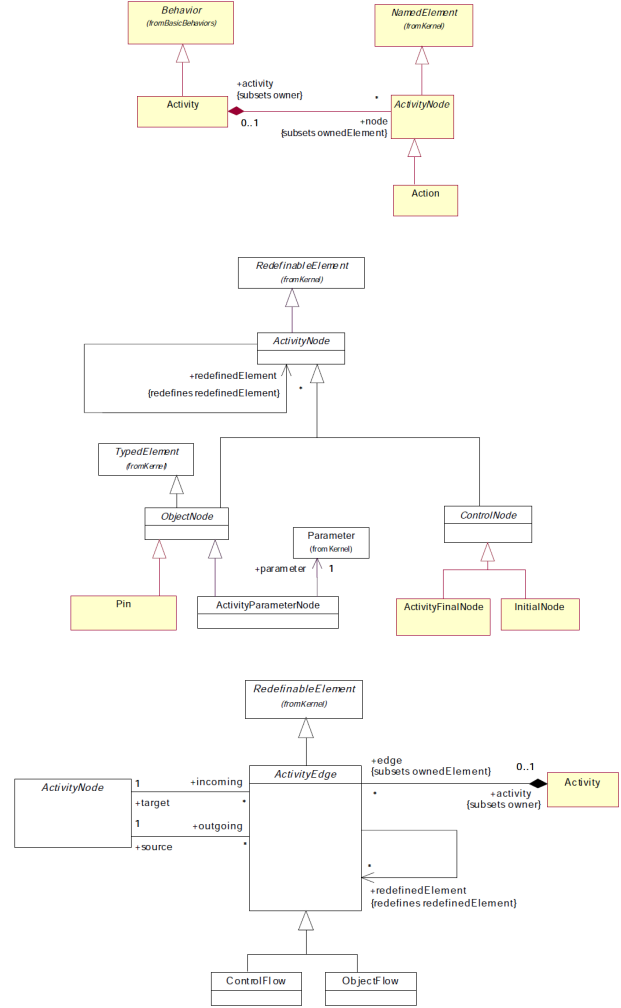 Behavior
(fromBasicBehaviors)
NamedElement
(fromKernel)
+activity
{subsets owner}
*
Activity
ActivityNode
0..1
+node
{subsets ownedElement}
Action
RedefinableElement
(fromKernel)
ActivityNode
+redefinedElement
*
{redefines redefinedElement}
TypedElement
(fromKernel)
ObjectNode
ControlNode
Parameter
(from Kernel)
+parameter 1
Pin
ActivityParameterNode
ActivityFinalNode
InitialNode
RedefinableElement
(fromKernel)
+edge
{subsets ownedElement}
0..1
ActivityEdge
ActivityNode
1
+incoming
Activity
+target
*
*
+activity
{subsets owner}
1
+outgoing
+source
*
*
+redefinedElement
{redefines redefinedElement}
ControlFlow
ObjectFlow